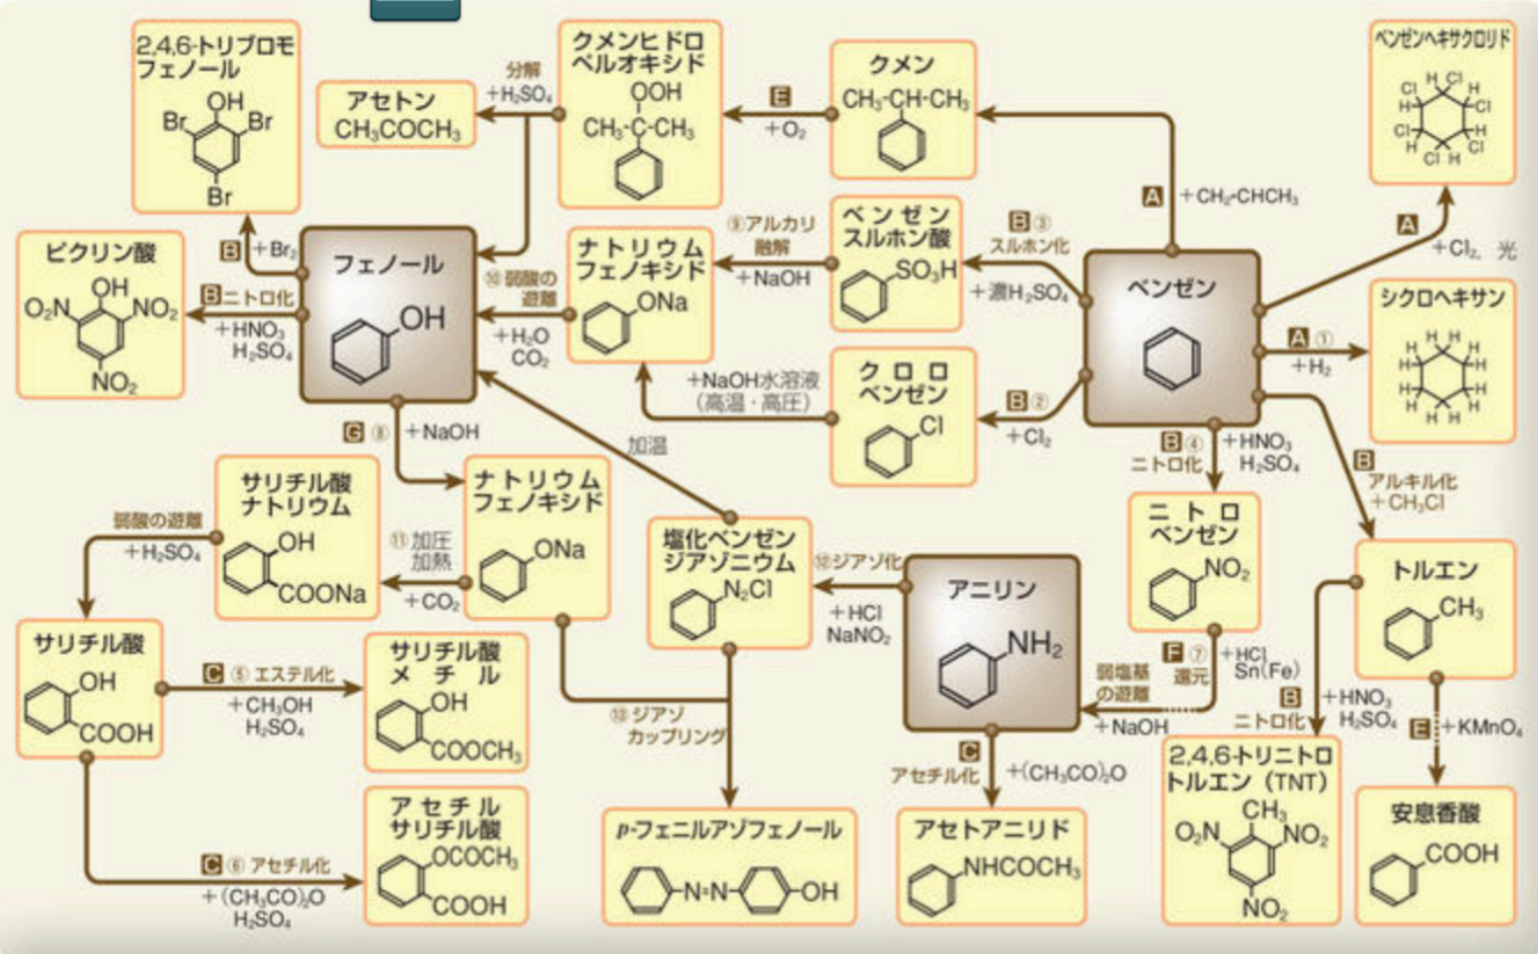 2,4,6-トリブロモ
フェノール
OH
Br
Br
Br
アセトン
CH₃COCH₃
分解
+H₂SO₄
クメンヒドロ
ペルオキシド
OOH
CH₃-C-CH₃
E
+O₂
クメン
CH₃-CH-CH₃
A
+CH₂=CHCH₃
ベンゼンヘキサクロリド
H Cl
Cl
H
H
Cl
Cl
H
H
Cl
Cl H
A
+Cl₂, 光
ピクリン酸
OH
O₂N
NO₂
NO₂
B
+Br₂
Bニトロ化
+HNO₃
H₂SO₄
フェノール
OH
⑩ 弱酸の
遊離
+H₂O
CO₂
ナトリウム
フェノキシド
ONa
⑨アルカリ
融解
+NaOH
ベンゼン
スルホン酸
SO₃H
B ③
スルホン化
+濃H₂SO₄
ベンゼン
シクロヘキサン
H H
H H
H H
H H
H H
H H
A ①
+H₂
+NaOH水溶液
(高温・高圧)
クロロ
ベンゼン
Cl
B ②
+Cl₂
B ④
ニトロ化
+HNO₃
H₂SO₄
B
アルキル化
+CH₃Cl
G ⑧
+NaOH
加温
サリチル酸
ナトリウム
OH
COONa
弱酸の遊離
+H₂SO₄
⑪ 加圧
加熱
+CO₂
ナトリウム
フェノキシド
ONa
塩化ベンゼン
ジアゾニウム
N₂Cl
⑫ジアゾ化
+HCl
NaNO₂
アニリン
NH₂
ニトロ
ベンゼン
NO₂
トルエン
CH₃
F ⑦
還元
+HCl
Sn(Fe)
弱塩基
の遊離
+NaOH
B
ニトロ化
+HNO₃
H₂SO₄
E
+KMnO₄
サリチル酸
OH
COOH
C ⑤ エステル化
+CH₃OH
H₂SO₄
サリチル酸
メチル
OH
COOCH₃
⑬ ジアゾ
カップリング
C
アセチル化
+(CH₃CO)₂O
C ⑥ アセチル化
+(CH₃CO)₂O
H₂SO₄
アセチル
サリチル酸
OCOCH₃
COOH
p-フェニルアゾフェノール
N=N
OH
アセトアニリド
NHCOCH₃
2,4,6-トリニトロ
トルエン (TNT)
CH₃
O₂N
NO₂
NO₂
安息香酸
COOH